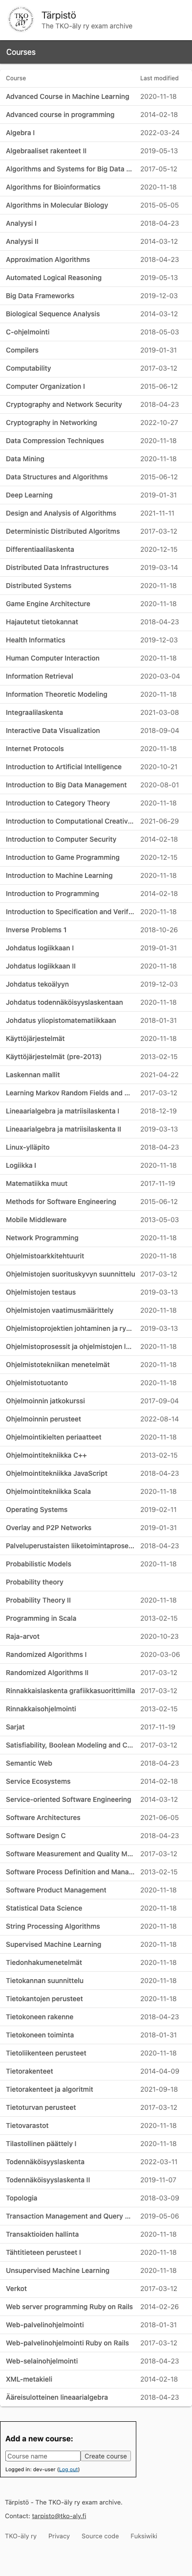 TKO-
äly
Tärpistö
The TKO-äly ry exam archive
Courses
Course Last modified
Advanced Course in Machine Learning 2020-11-18
Advanced course in programming 2014-02-18
Algebra I 2022-03-24
Algebralliset rakenteet II 2019-05-13
Algorithms and Systems for Big Data ... 2017-05-12
Algorithms for Bioinformatics 2020-11-18
Algorithms in Molecular Biology 2015-05-05
Analyysi I 2018-04-23
Analyysi II 2014-03-12
Approximation Algorithms 2018-04-23
Automated Logical Reasoning 2019-05-13
Big Data Frameworks 2019-12-03
Biological Sequence Analysis 2014-03-12
C-ohjelmointi 2018-05-03
Compilers 2019-01-31
Computability 2017-03-12
Computer Organization I 2015-06-12
Cryptography and Network Security 2018-04-23
Cryptography in Networking 2022-10-27
Data Compression Techniques 2020-11-18
Data Mining 2020-11-18
Data Structures and Algorithms 2015-06-12
Deep Learning 2019-01-31
Design and Analysis of Algorithms 2021-11-11
Deterministic Distributed Algoritms 2017-03-12
Differentiaalilaskenta 2020-12-15
Distributed Data Infrastructures 2019-03-14
Distributed Systems 2020-11-18
Game Engine Architecture 2020-11-18
Hajautetut tietokannat 2018-04-23
Health Informatics 2019-12-03
Human Computer Interaction 2020-11-18
Information Retrieval 2020-03-04
Information Theoretic Modeling 2020-11-18
Integraalilaskenta 2021-03-08
Interactive Data Visualization 2018-09-04
Internet Protocols 2020-11-18
Introduction to Artificial Intelligence 2020-10-21
Introduction to Big Data Management 2020-08-01
Introduction to Category Theory 2020-11-18
Introduction to Computational Creativ... 2021-06-29
Introduction to Computer Security 2014-02-18
Introduction to Game Programming 2020-12-15
Introduction to Machine Learning 2020-11-18
Introduction to Programming 2014-02-18
Introduction to Specification and Verif... 2020-11-18
Inverse Problems 1 2018-10-26
Johdatus logiikkaan I 2019-01-31
Johdatus logiikkaan II 2020-11-18
Johdatus tekoälyyn 2019-12-03
Johdatus todennäköisyyslaskentaan 2020-11-18
Johdatus yliopistomatematiikkaan 2018-01-31
Käyttöjärjestelmät 2020-11-18
Käyttöjärjestelmät (pre-2013) 2013-02-15
Laskennan mallit 2021-04-22
Learning Markov Random Fields and ... 2017-03-12
Lineaarialgebra ja matriisilaskenta I 2018-12-19
Lineaarialgebra ja matriisilaskenta II 2019-03-13
Linux-ylläpito 2018-04-23
Logiikka I 2020-11-18
Matematiikka muut 2017-11-19
Methods for Software Engineering 2015-06-12
Mobile Middleware 2013-05-03
Network Programming 2020-11-18
Ohjelmistoarkkitehtuurit 2020-11-18
Ohjelmistojen suorituskyvyn suunnittelu 2017-03-12
Ohjelmistojen testaus 2019-03-13
Ohjelmistojen vaatimusmäärittely 2020-11-18
Ohjelmistoprojektien johtaminen ja ry... 2019-03-13
Ohjelmistoprosessit ja ohjelmistojen l... 2020-11-18
Ohjelmistotekniikan menetelmät 2020-11-18
Ohjelmistotuotanto 2020-11-18
Ohjelmoinnin jatkokurssi 2017-09-04
Ohjelmoinnin perusteet 2022-08-14
Ohjelmointikielten periaatteet 2020-11-18
Ohjelmointitekniikka C++ 2013-02-15
Ohjelmointitekniikka JavaScript 2018-04-23
Ohjelmointitekniikka Scala 2020-11-18
Operating Systems 2019-02-11
Overlay and P2P Networks 2019-01-31
Palveluperustaisten liiketoimintaprose... 2018-04-23
Probabilistic Models 2020-11-18
Probability theory
Probability Theory II 2020-11-18
Programming in Scala 2013-02-15
Raja-arvot 2020-10-23
Randomized Algorithms I 2020-03-06
Randomized Algorithms II 2017-03-12
Rinnakkaislaskenta grafiikkasuorittimilla 2017-03-12
Rinnakkaisohjelmointi 2013-02-15
Sarjat 2017-11-19
Satisfiability, Boolean Modeling and C... 2017-03-12
Semantic Web 2018-04-23
Service Ecosystems 2014-02-18
Service-oriented Software Engineering 2014-03-12
Software Architectures 2021-06-05
Software Design C 2018-04-23
Software Measurement and Quality M... 2017-03-12
Software Process Definition and Mana... 2013-02-15
Software Product Management 2020-11-18
Statistical Data Science 2020-11-18
String Processing Algorithms 2020-11-18
Supervised Machine Learning 2020-11-18
Tiedonhakumenetelmät 2020-11-18
Tietokannan suunnittelu 2020-11-18
Tietokantojen perusteet 2020-11-18
Tietokoneen rakenne 2018-04-23
Tietokoneen toiminta 2018-01-31
Tietoliikenteen perusteet 2020-11-18
Tietorakenteet 2014-04-09
Tietorakenteet ja algoritmit 2021-09-18
Tietoturvan perusteet 2017-03-12
Tietovarastot 2020-11-18
Tilastollinen päättely I 2020-11-18
Todennäköisyyslaskenta 2022-03-11
Todennäköisyyslaskenta II 2019-11-07
Topologia 2018-03-09
Transaction Management and Query ... 2019-05-06
Transaktioiden hallinta 2020-11-18
Tähtitieteen perusteet I 2020-11-18
Unsupervised Machine Learning 2020-11-18
Verkot 2017-03-12
Web server programming Ruby on Rails 2014-02-26
Web-palvelinohjelmointi 2018-01-31
Web-palvelinohjelmointi Ruby on Rails 2017-03-12
Web-selainohjelmointi 2018-04-23
XML-metakieli 2014-02-18
Ääreisulotteinen lineaarialgebra 2018-04-23
Add a new course:
Course name Create course
Logged in: dev-user (Log out)
Tärpistö - The TKO-äly ry exam archive.
Contact: tarpisto@tko-aly.fi
TKO-äly ry Privacy Source code Fuksiwiki